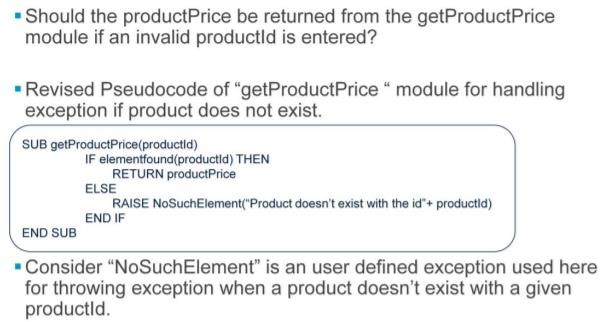 ▪ Should the productPrice be returned from the getProductPrice
module if an invalid productId is entered?
▪ Revised Pseudocode of “getProductPrice “ module for handling
exception if product does not exist.
SUB getProductPrice(productId)
IF elementfound(productId) THEN
RETURN productPrice
ELSE
RAISE NoSuchElement("Product doesn't exist with the id"+ productId)
END IF
END SUB
▪ Consider “NoSuchElement” is an user defined exception used here
for throwing exception when a product doesn’t exist with a given
productId.